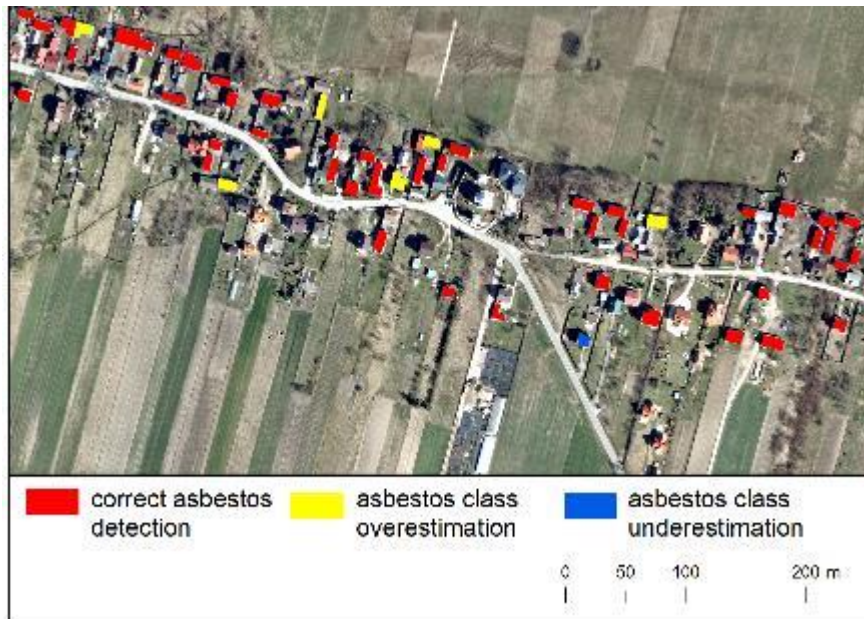 correct asbestos
detection
asbestos class
overestimation
asbestos class
underestimation
0 50 100 200 m